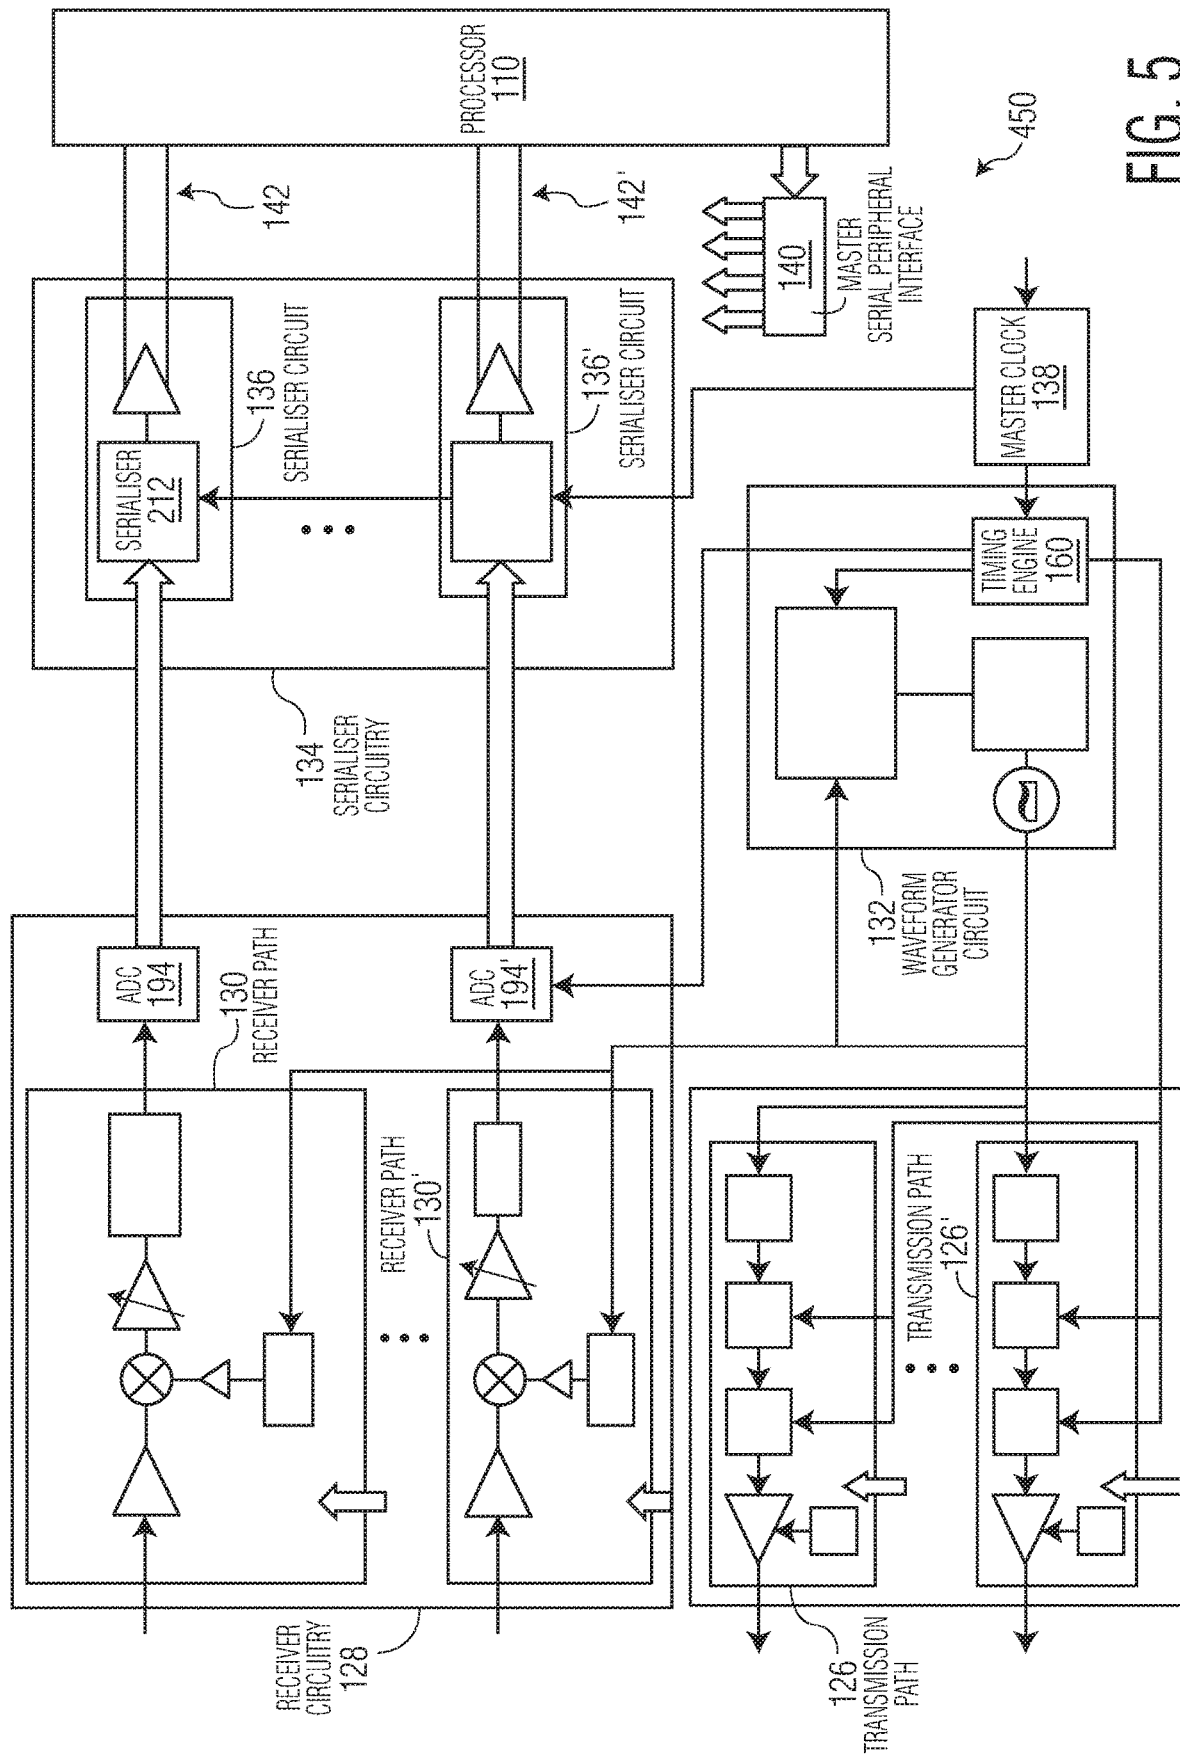 RECEIVER
CIRCUITRY
128
130
RECEIVER PATH
ADC
194
134
SERIALISER
CIRCUITRY
SERIALISER
212
136
SERIALISER CIRCUIT
142
PROCESSOR
110
RECEIVER PATH
130'
ADC
194'
136'
SERIALISER CIRCUIT
142'
126
TRANSMISSION
PATH
TRANSMISSION PATH
126'
132
WAVEFORM
GENERATOR
CIRCUIT
TIMING
ENGINE
160
MASTER CLOCK
138
140
MASTER
SERIAL PERIPHERAL
INTERFACE
450
FIG. 5